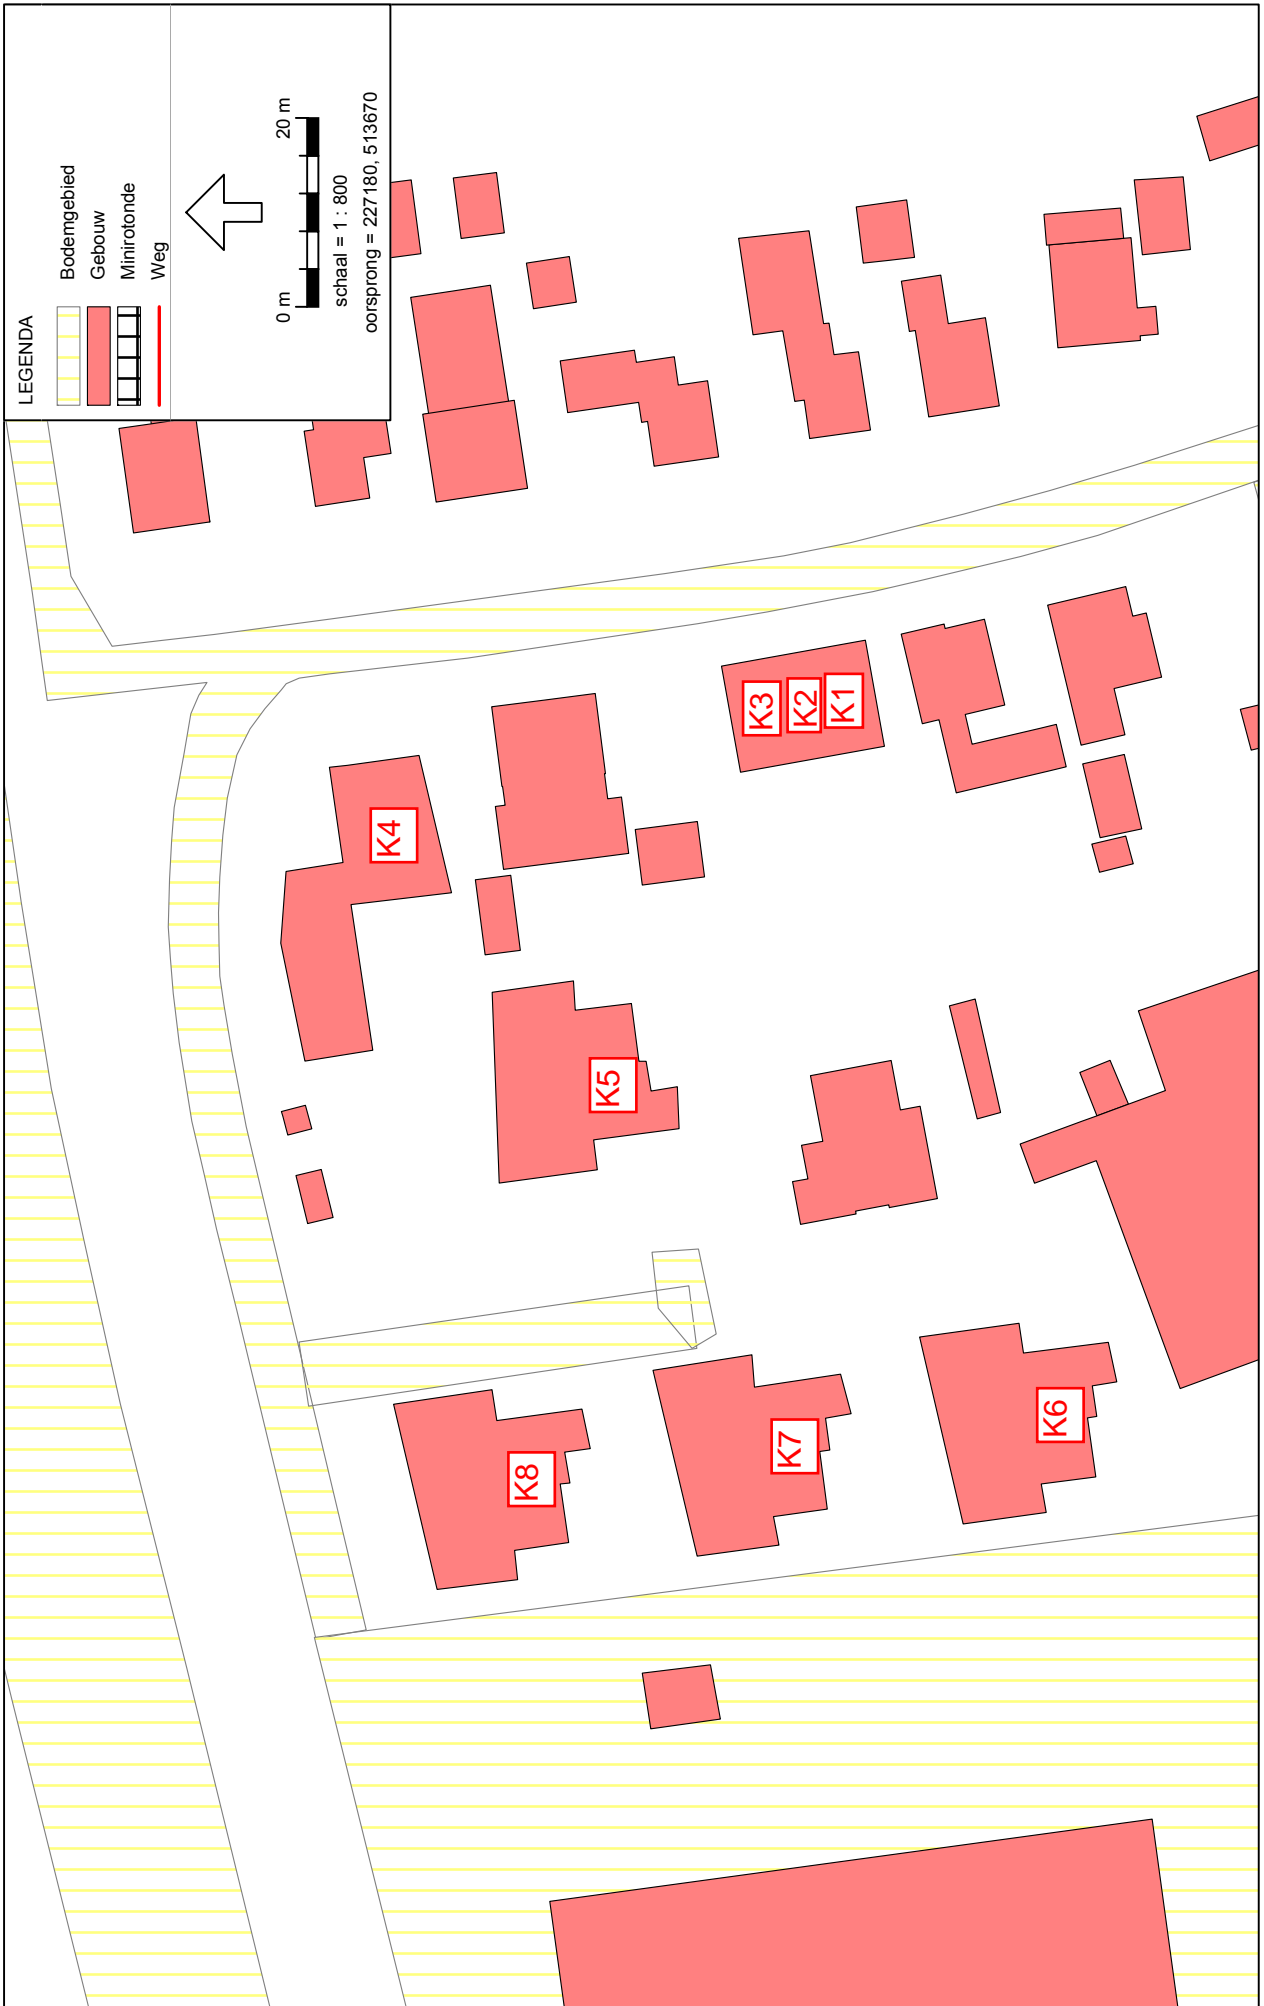 LEGENDA
Bodemgebied
Gebouw
Minirotonde
Weg
0 m 20 m
schaal = 1 : 800
oorsprong = 227180, 513670
K4
K8
K5
K3
K7
K2
K1
K6